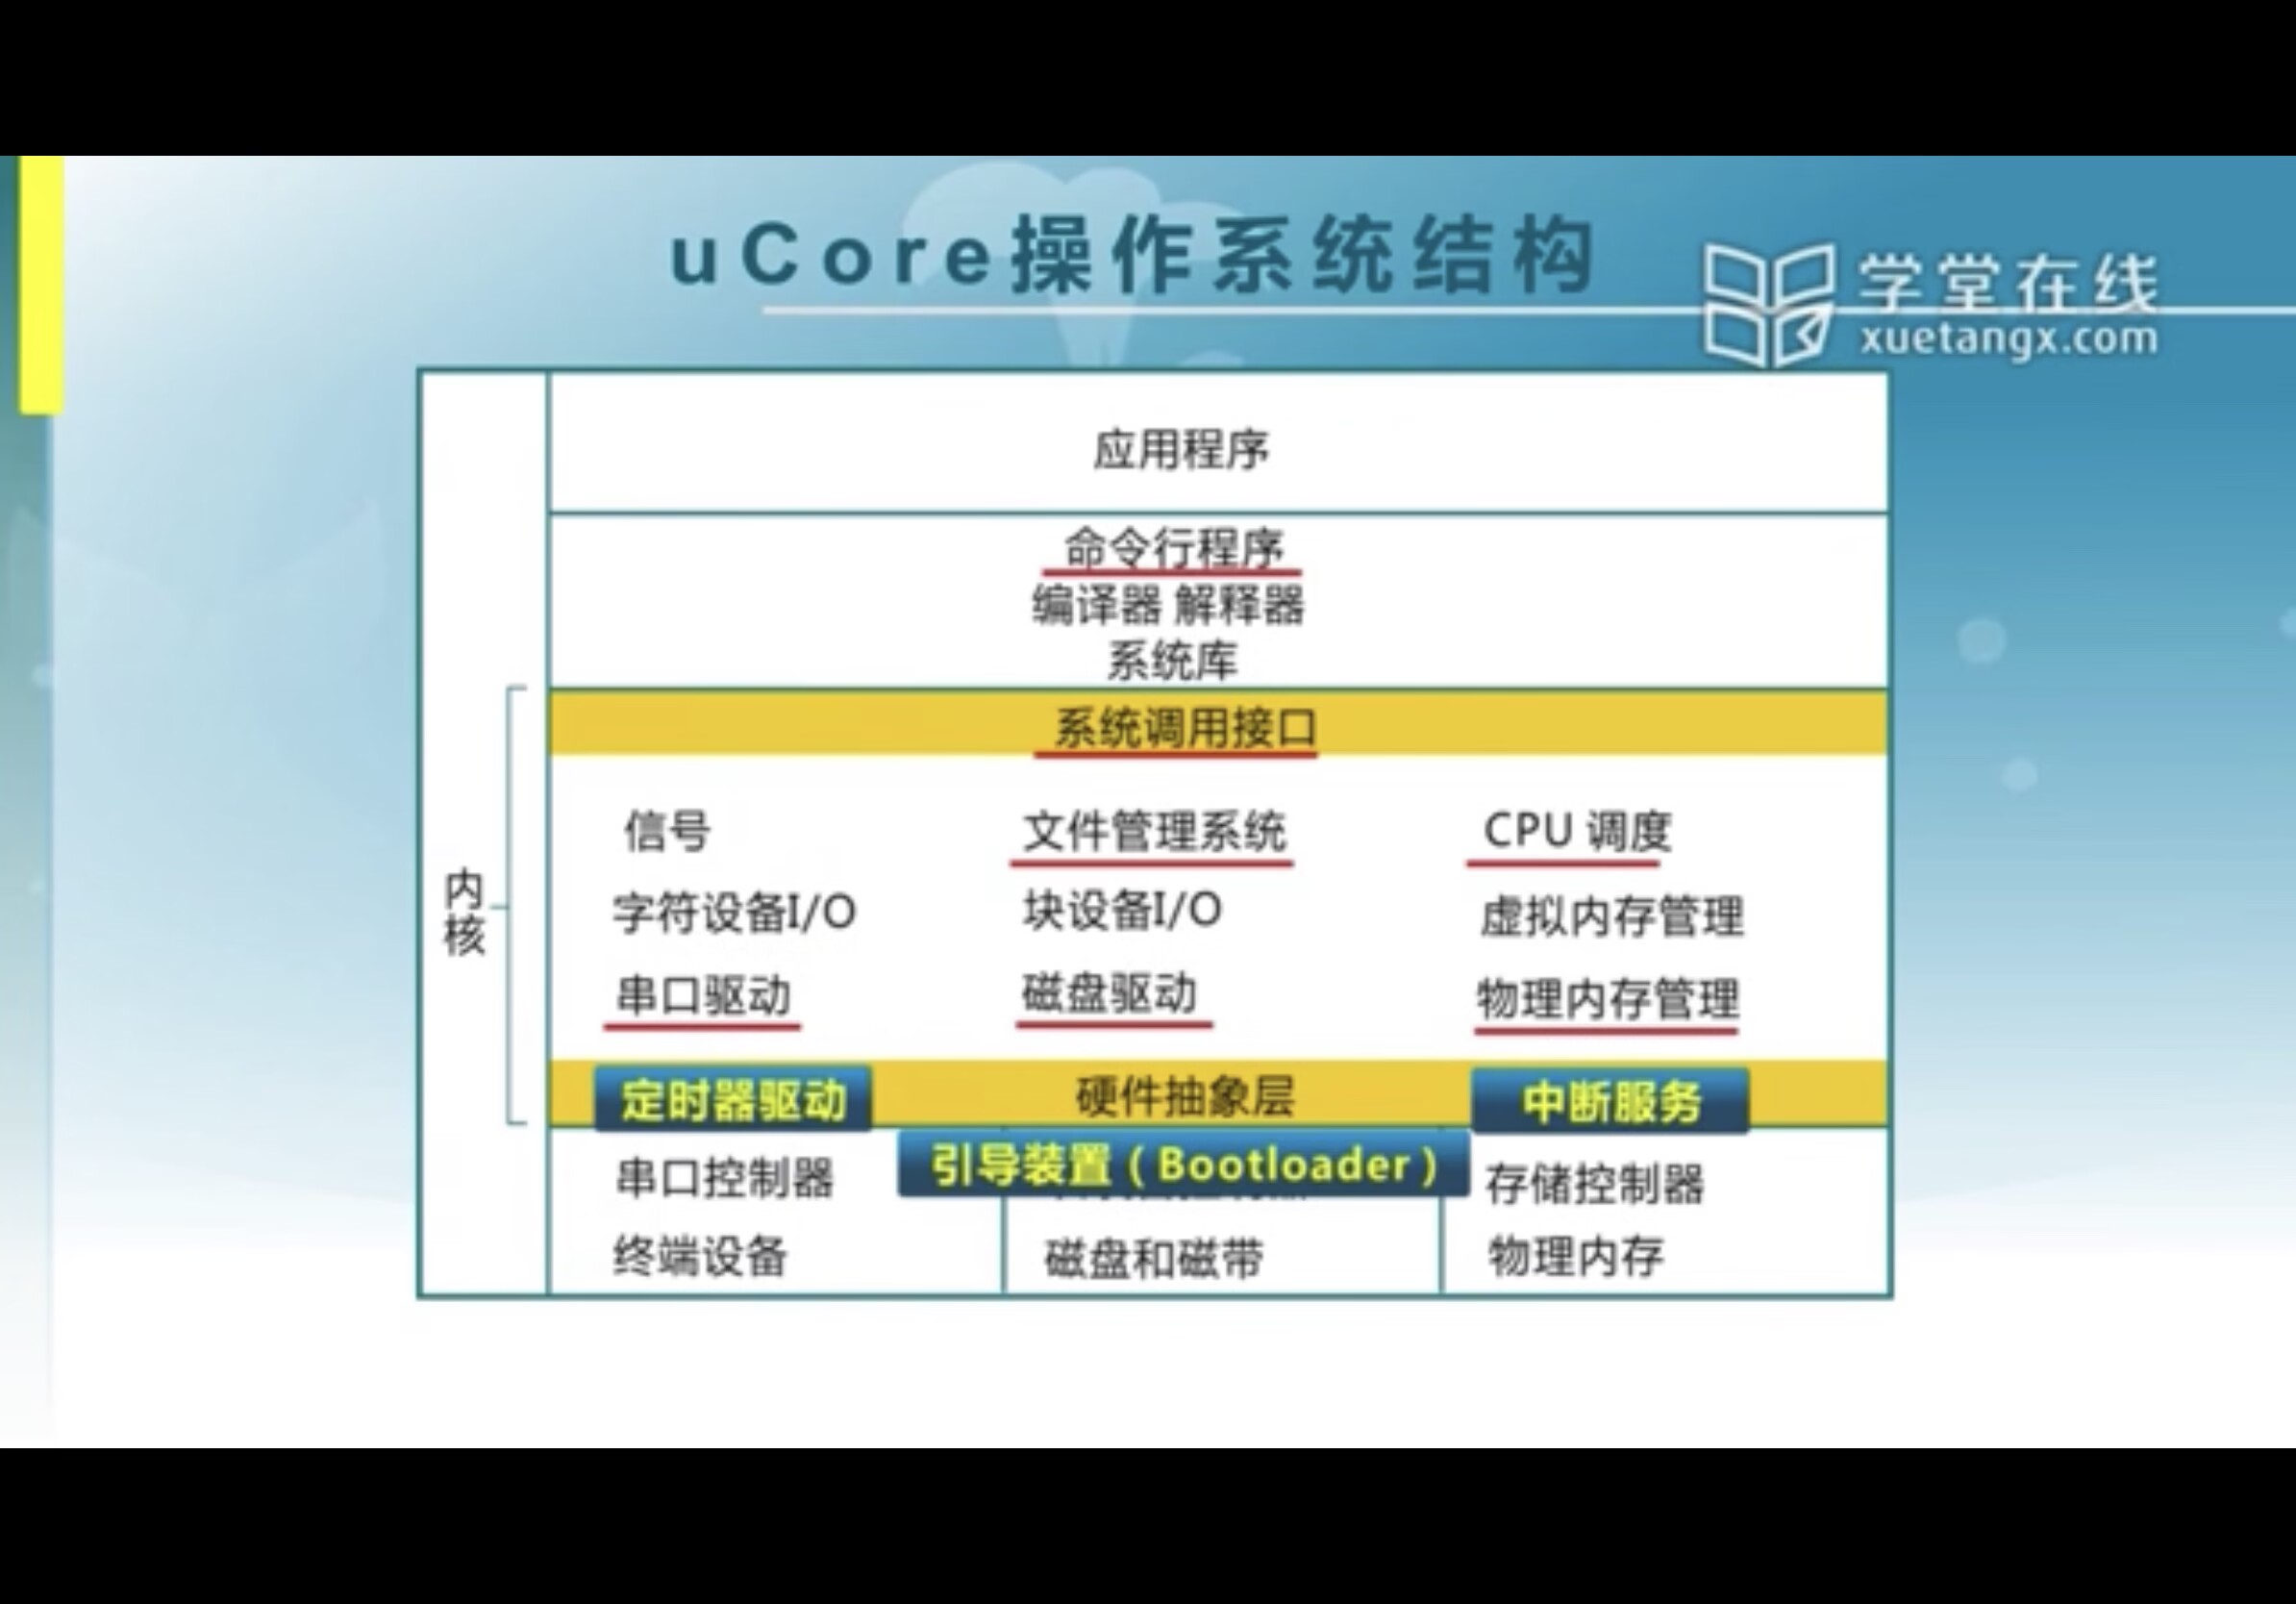 uCore操作系统结构
学堂在线
xuetangx.com
应用程序
命令行程序
编译器 解释器
系统库
系统调用接口
内核
信号 文件管理系统 CPU 调度
字符设备I/O 块设备I/O 虚拟内存管理
串口驱动 磁盘驱动 物理内存管理
定时器驱动 硬件抽象层 中断服务
引导装置（Bootloader）
串口控制器 存储控制器
终端设备 磁盘和磁带 物理内存